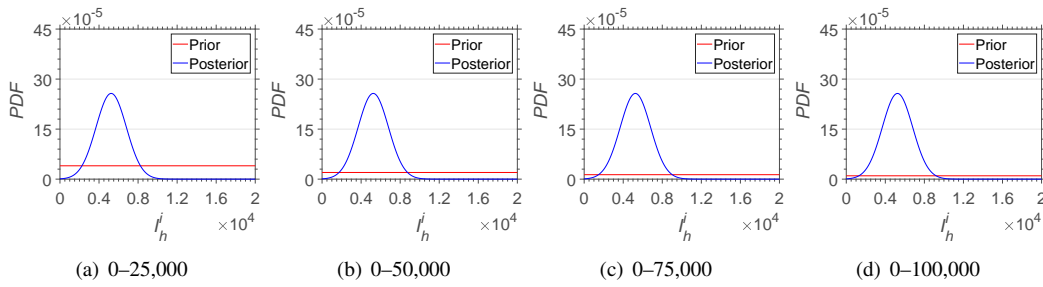 ×10⁻⁵ ×10⁻⁵ ×10⁻⁵ ×10⁻⁵
45 45 45 45
Prior Prior Prior Prior
Posterior Posterior Posterior Posterior
30 30 30 30
PDF PDF PDF PDF
15 15 15 15
0 0 0 0
0 0.4 0.8 1.2 1.6 2 0 0.4 0.8 1.2 1.6 2 0 0.4 0.8 1.2 1.6 2 0 0.4 0.8 1.2 1.6 2
I_h^i ×10⁴ I_h^i ×10⁴ I_h^i ×10⁴ I_h^i ×10⁴
(a) 0–25,000 (b) 0–50,000 (c) 0–75,000 (d) 0–100,000